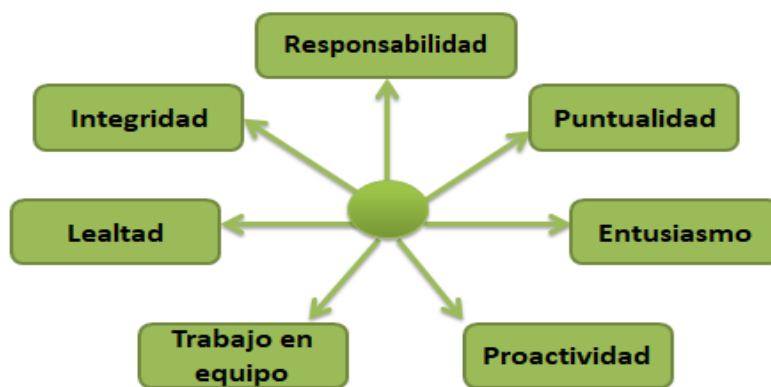 Responsabilidad
Integridad
Puntualidad
Lealtad
Entusiasmo
Trabajo en
equipo
Proactividad